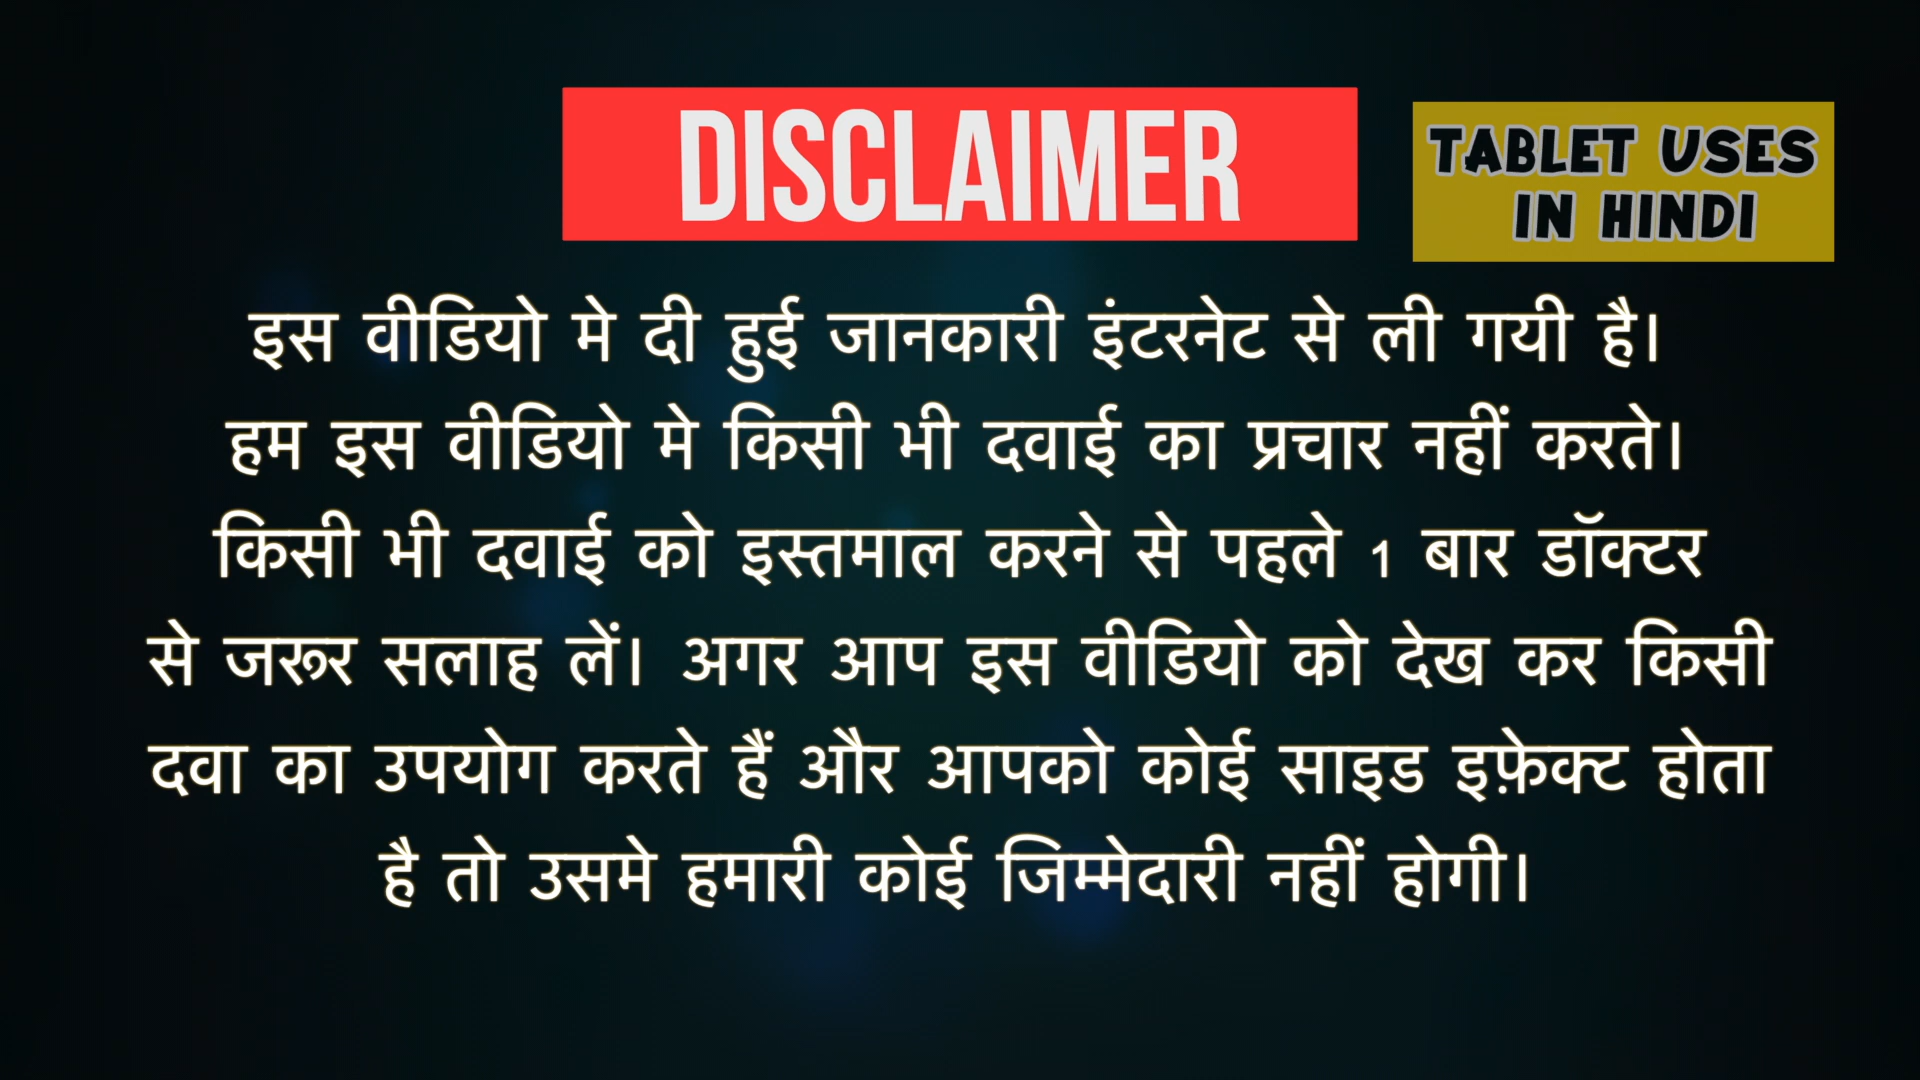 DISCLAIMER
TABLET USES
IN HINDI
इस वीडियो मे दी हुई जानकारी इंटरनेट से ली गयी है।
हम इस वीडियो मे किसी भी दवाई का प्रचार नहीं करते।
किसी भी दवाई को इस्तमाल करने से पहले 1 बार डॉक्टर
से जरूर सलाह लें। अगर आप इस वीडियो को देख कर किसी
दवा का उपयोग करते हैं और आपको कोई साइड इफ़ेक्ट होता
है तो उसमे हमारी कोई जिम्मेदारी नहीं होगी।